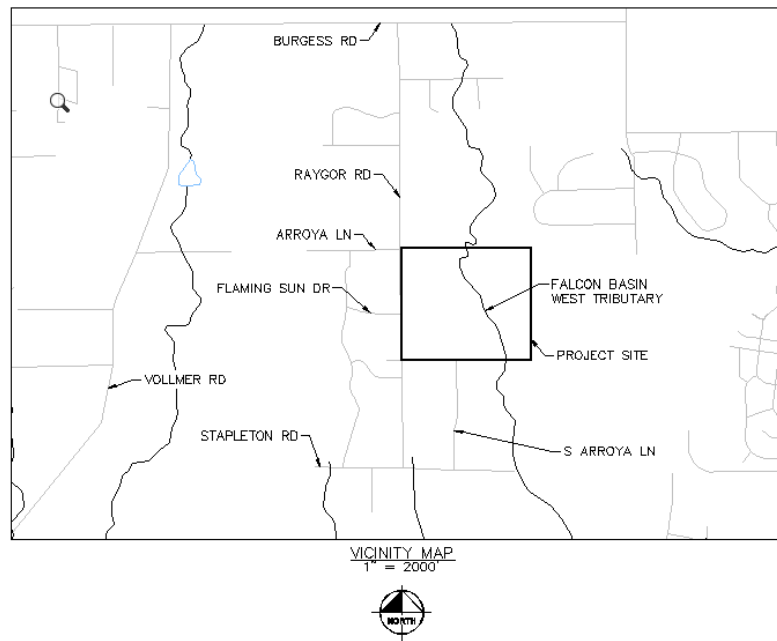 BURGESS RD
RAYGOR RD
ARROYA LN
FLAMING SUN DR
FALCON BASIN
WEST TRIBUTARY
PROJECT SITE
VOLLMER RD
STAPLETON RD
S ARROYA LN
VICINITY MAP
1" = 2000'
NORTH